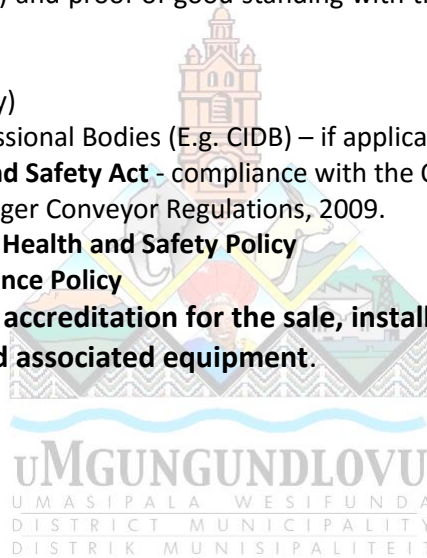 ) and proof of good standing with th
y)
ssional Bodies (E.g. CIDB) – if applica
nd Safety Act - compliance with the O
ger Conveyor Regulations, 2009.
Health and Safety Policy
nce Policy
accreditation for the sale, install
d associated equipment.
uMGUNGUNDLOVU
UMASIPALA WESIFUNDA
DISTRICT MUNICIPALITY
DISTRIK MUNISIPALITEIT